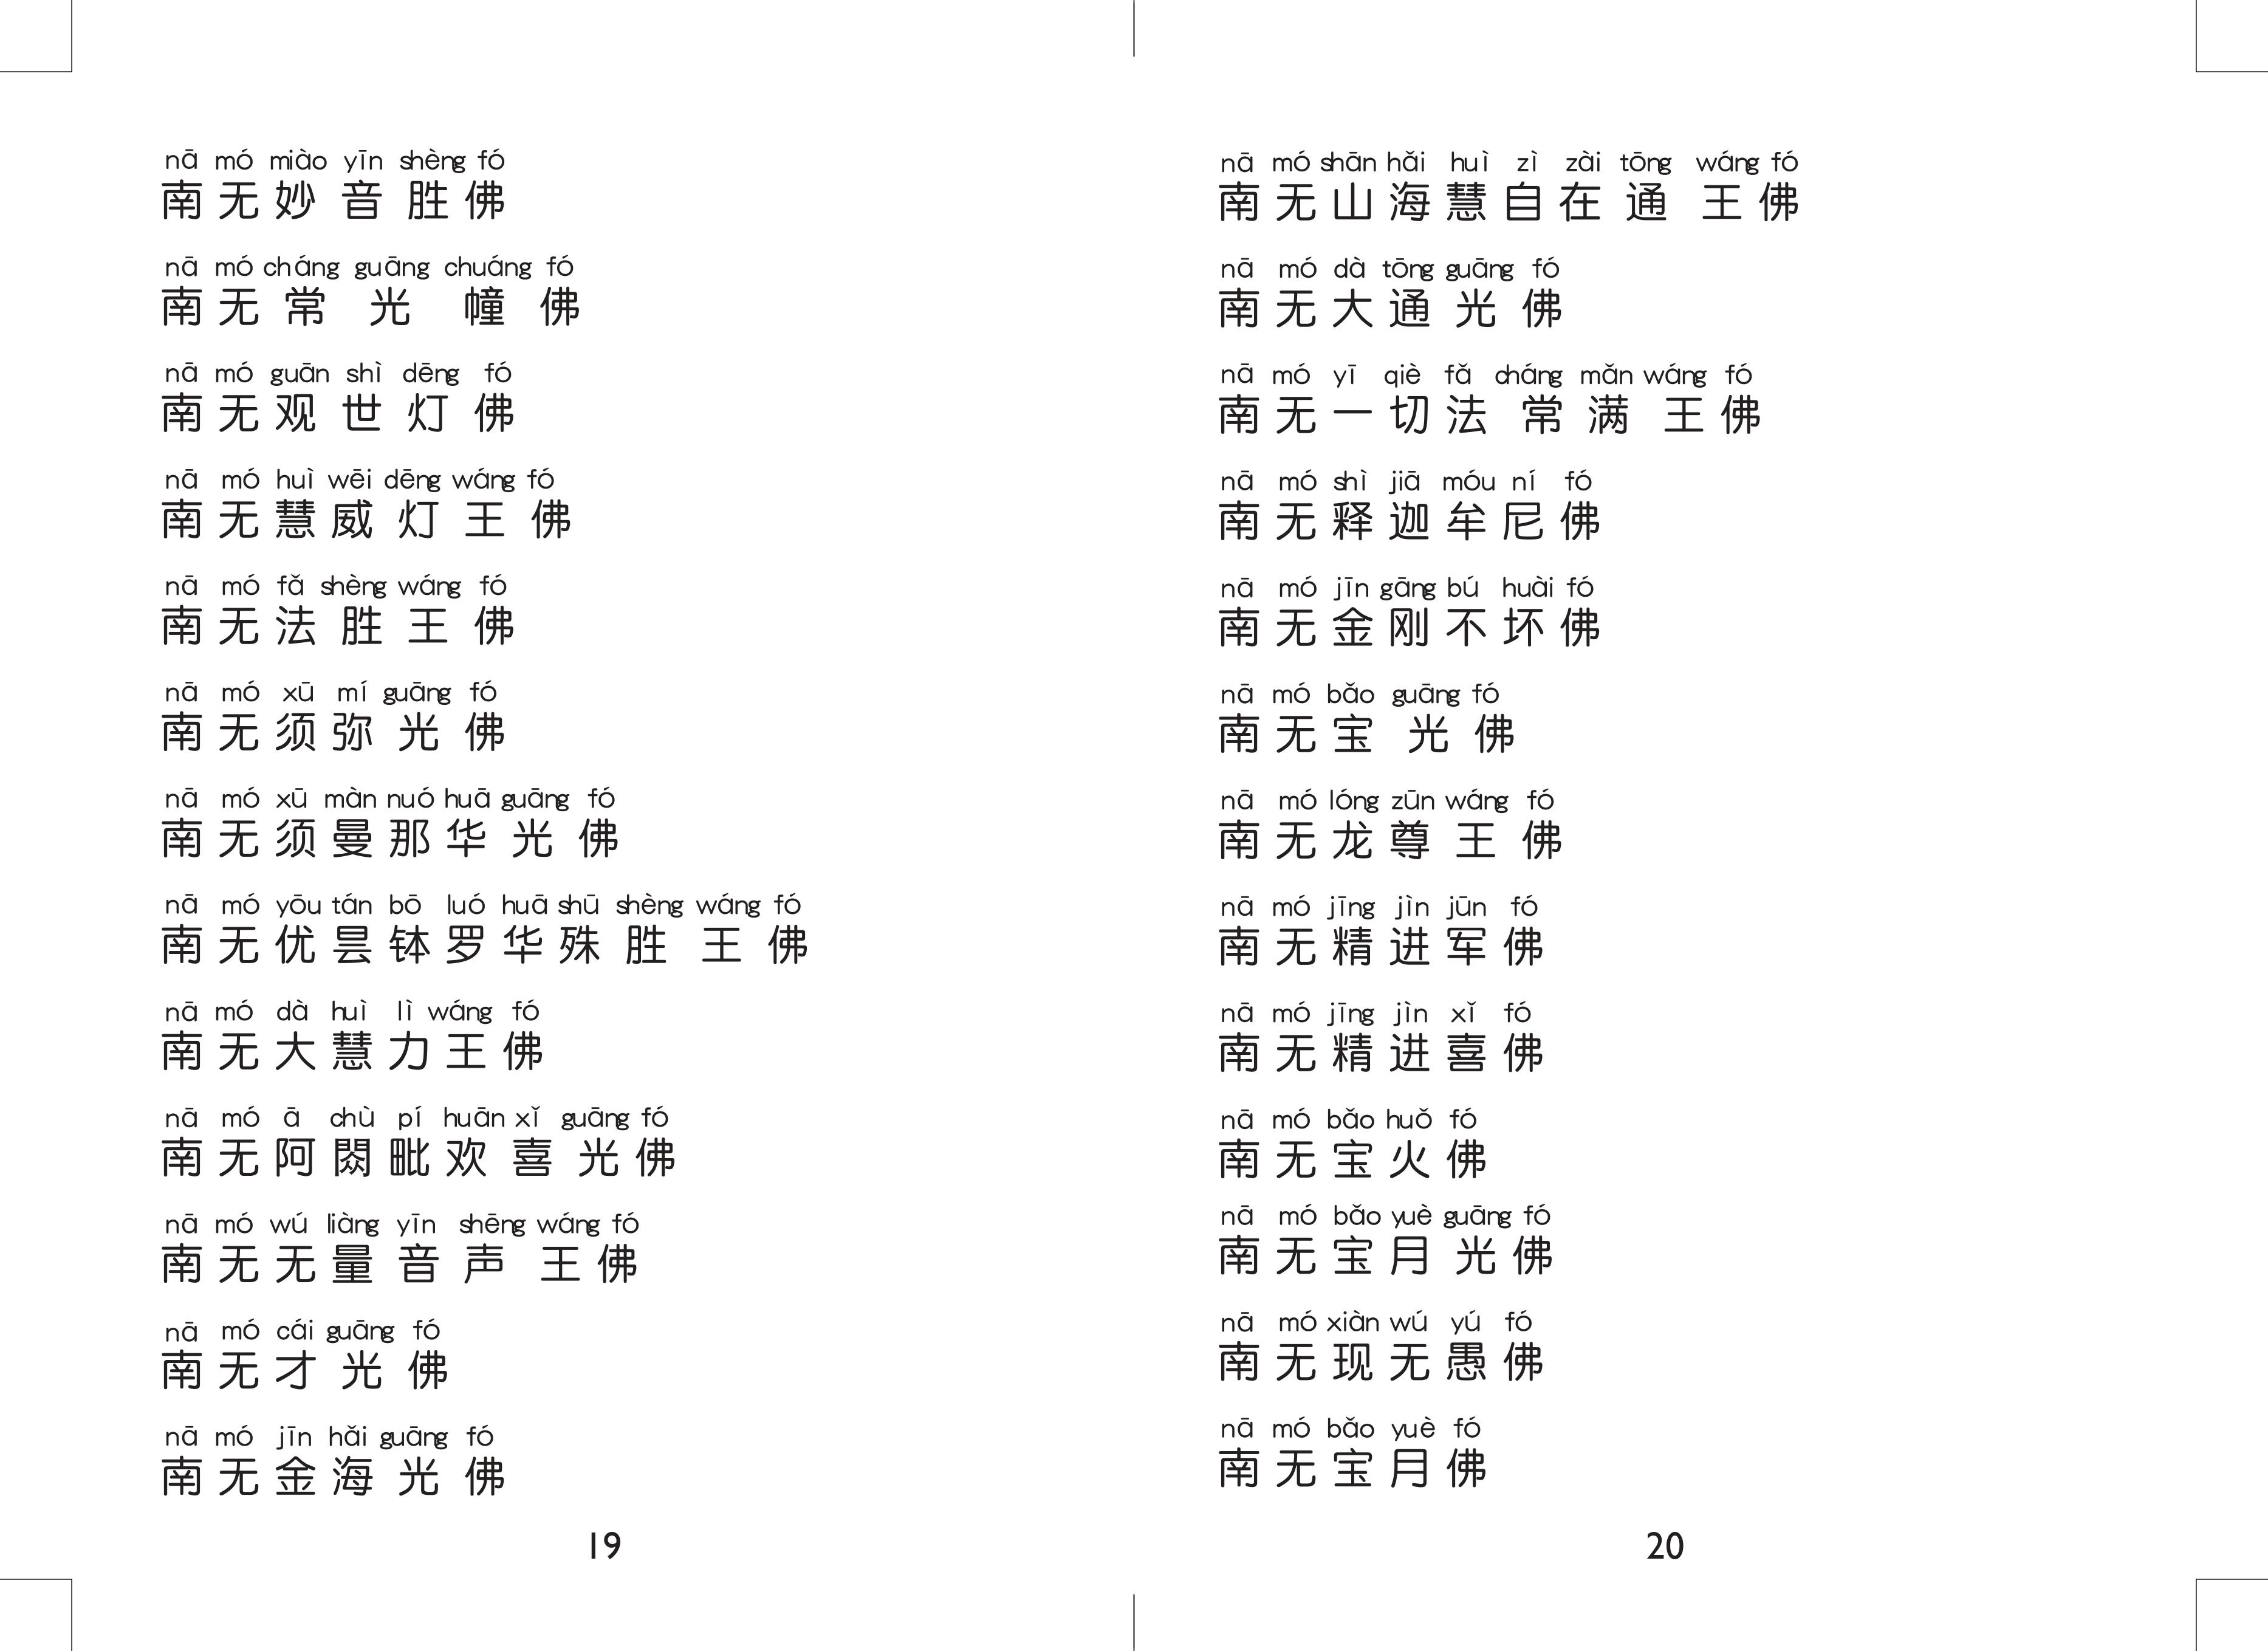 nā mó miào yīn shèng fó
南无妙音胜佛
nā mó cháng guāng chuáng fó
南无常光幢佛
nā mó guān shì dēng fó
南无观世灯佛
nā mó huì wēi dēng wáng fó
南无慧威灯王佛
nā mó fǎ shèng wáng fó
南无法胜王佛
nā mó xū mí guāng fó
南无须弥光佛
nā mó xū màn nuó huā guāng fó
南无须曼那华光佛
nā mó yōu tán bō luó huā shū shèng wáng fó
南无优昙钵罗华殊胜王佛
nā mó dà huì lì wáng fó
南无大慧力王佛
nā mó ā chù pí huān xǐ guāng fó
南无阿閦毗欢喜光佛
nā mó wú liàng yīn shēng wáng fó
南无无量音声王佛
nā mó cái guāng fó
南无才光佛
nā mó jīn hǎi guāng fó
南无金海光佛
19
nā mó shān hǎi huì zì zài tōng wáng fó
南无山海慧自在通王佛
nā mó dà tōng guāng fó
南无大通光佛
nā mó yī qiè fǎ cháng mǎn wáng fó
南无一切法常满王佛
nā mó shì jiā móu ní fó
南无释迦牟尼佛
nā mó jīn gāng bú huài fó
南无金刚不坏佛
nā mó bǎo guāng fó
南无宝光佛
nā mó lóng zūn wáng fó
南无龙尊王佛
nā mó jīng jìn jūn fó
南无精进军佛
nā mó jīng jìn xǐ fó
南无精进喜佛
nā mó bǎo huǒ fó
南无宝火佛
nā mó bǎo yuè guāng fó
南无宝月光佛
nā mó xiàn wú yú fó
南无现无愚佛
nā mó bǎo yuè fó
南无宝月佛
20